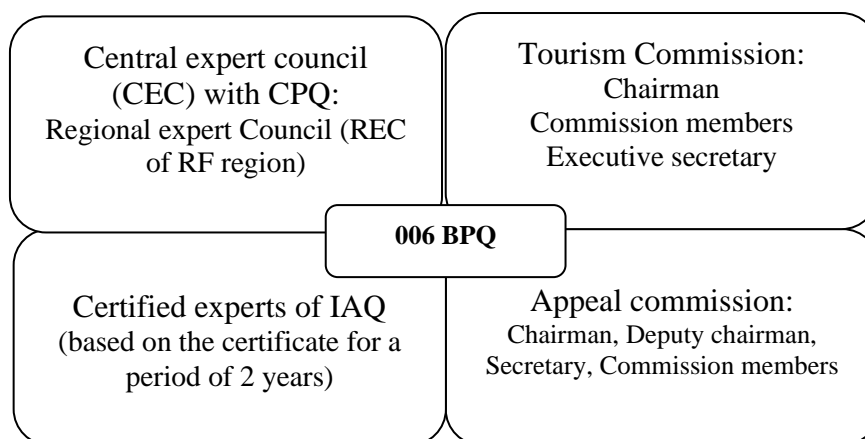 Central expert council
(CEC) with CPQ:
Regional expert Council (REC
of RF region)
Tourism Commission:
Chairman
Commission members
Executive secretary
006 BPQ
Certified experts of IAQ
(based on the certificate for a
period of 2 years)
Appeal commission:
Chairman, Deputy chairman,
Secretary, Commission members